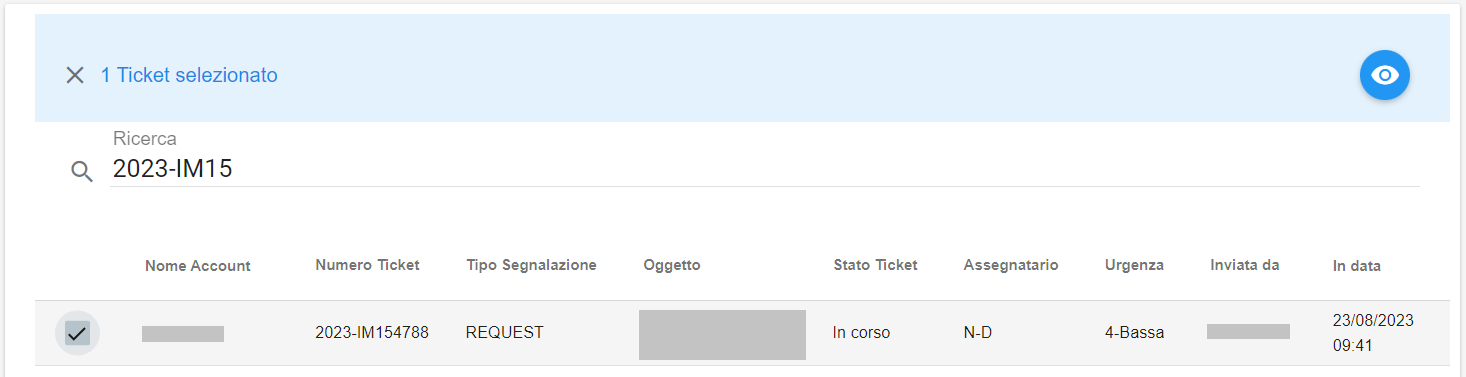 1 Ticket selezionato
Ricerca
2023-IM15
Nome Account Numero Ticket Tipo Segnalazione Oggetto Stato Ticket Assegnatario Urgenza Inviata da In data
2023-IM154788 REQUEST In corso N-D 4-Bassa 23/08/2023
09:41